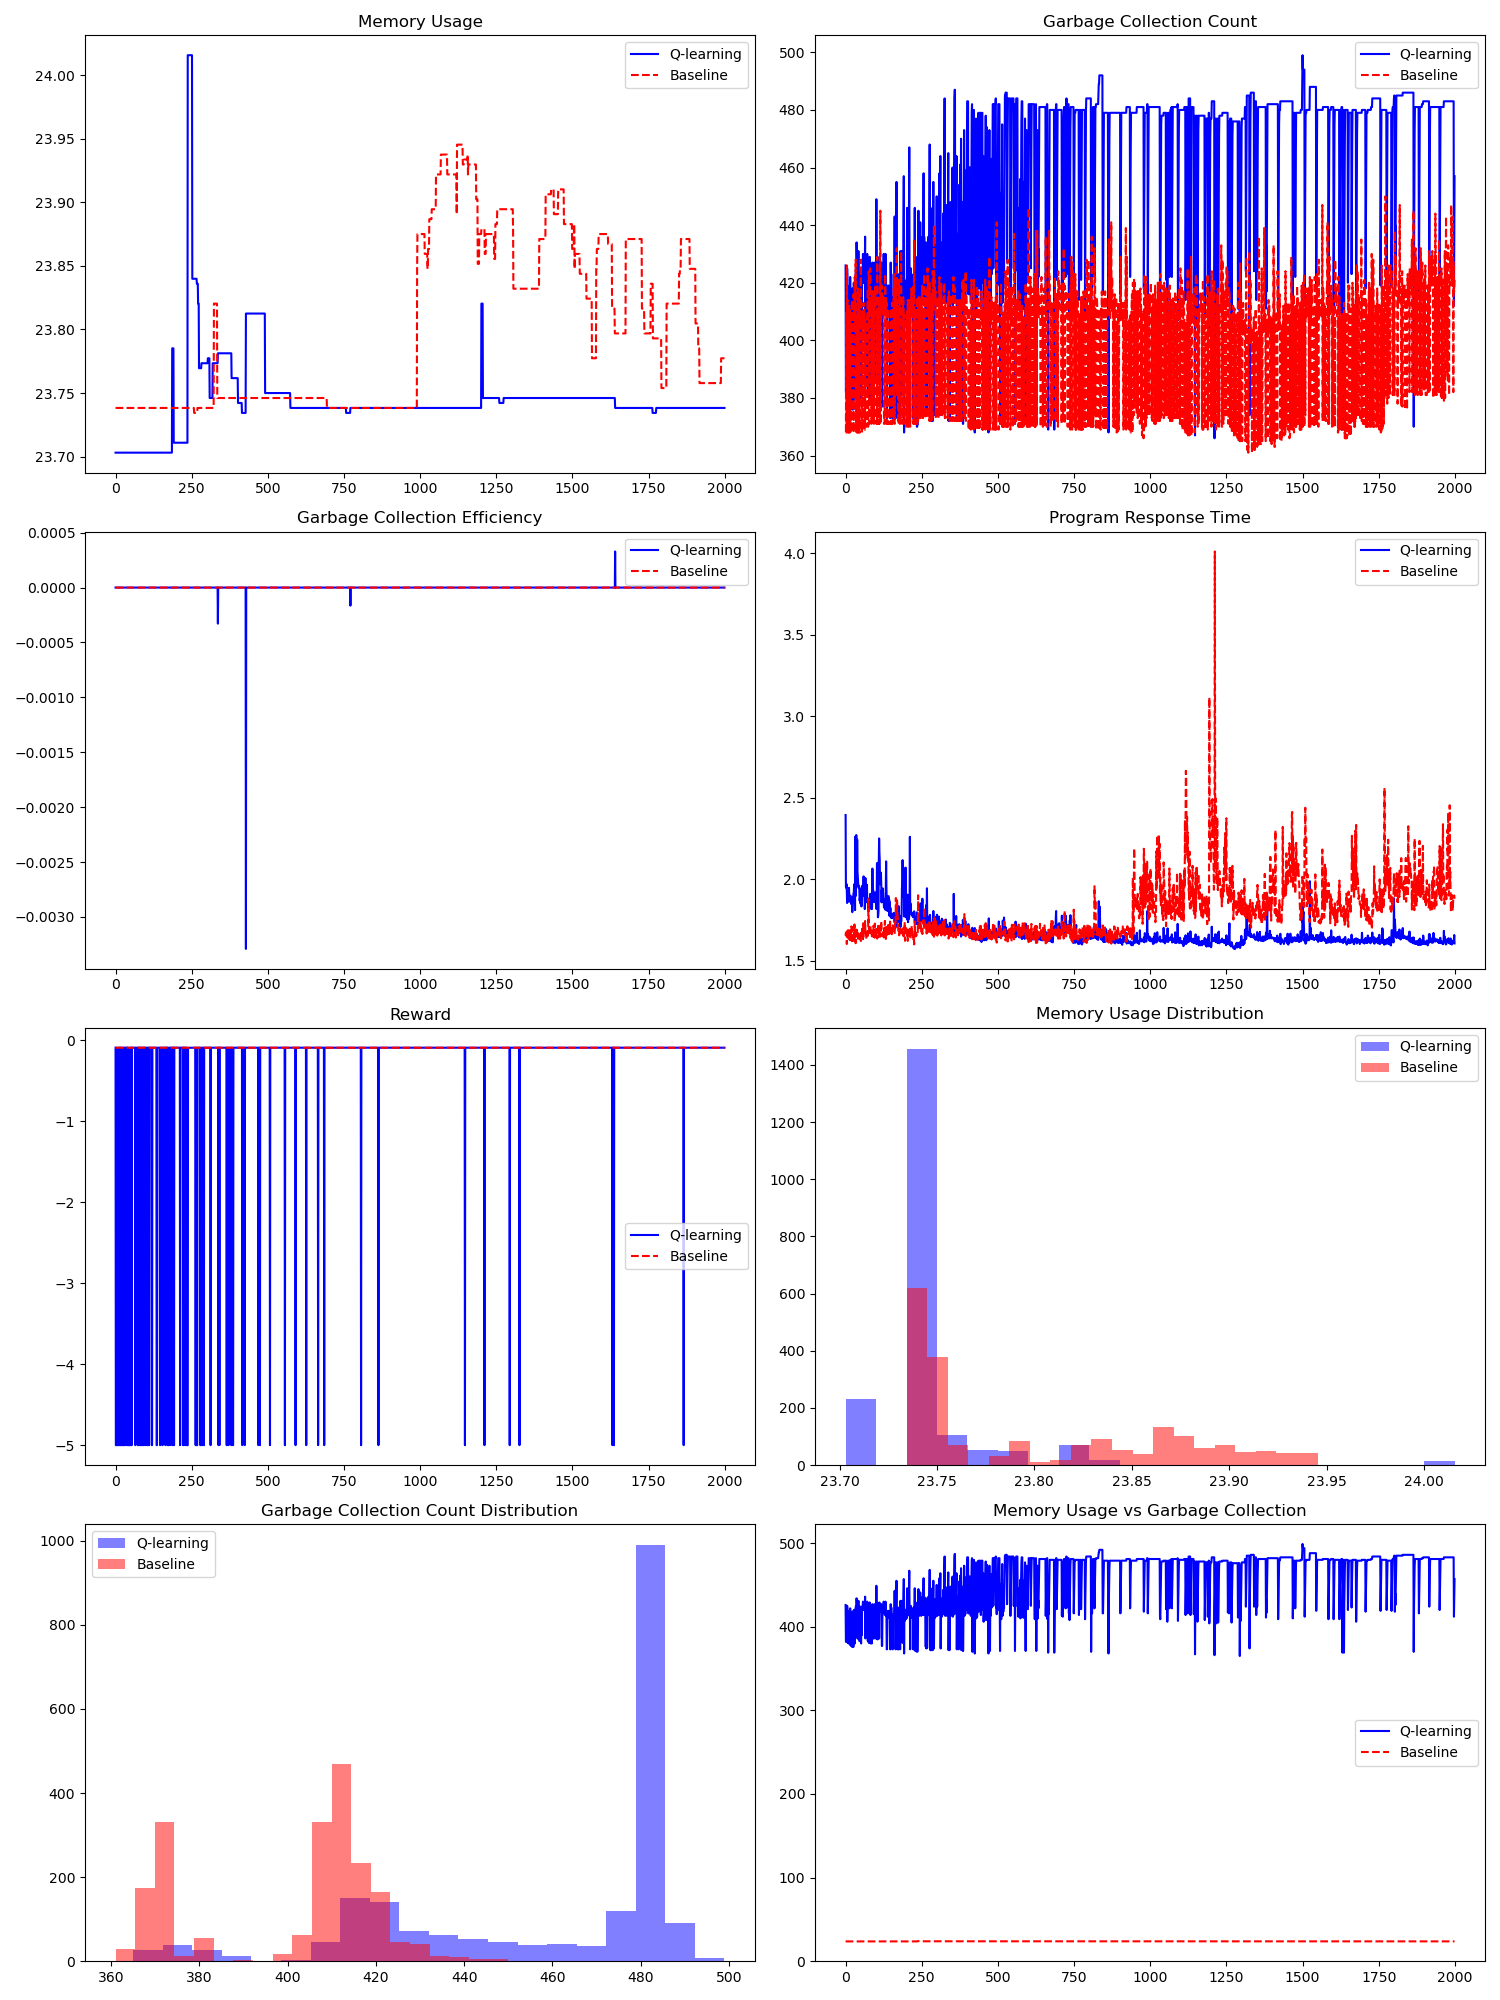 Memory Usage
24.00
23.95
23.90
23.85
23.80
23.75
23.70
0 250 500 750 1000 1250 1500 1750 2000
Q-learning
Baseline
Garbage Collection Count
500
480
460
440
420
400
380
360
0 250 500 750 1000 1250 1500 1750 2000
Q-learning
Baseline
Garbage Collection Efficiency
0.0005
0.0000
−0.0005
−0.0010
−0.0015
−0.0020
−0.0025
−0.0030
0 250 500 750 1000 1250 1500 1750 2000
Q-learning
Baseline
Program Response Time
4.0
3.5
3.0
2.5
2.0
1.5
0 250 500 750 1000 1250 1500 1750 2000
Q-learning
Baseline
Reward
0
−1
−2
−3
−4
−5
0 250 500 750 1000 1250 1500 1750 2000
Q-learning
Baseline
Memory Usage Distribution
1400
1200
1000
800
600
400
200
0
23.70 23.75 23.80 23.85 23.90 23.95 24.00
Q-learning
Baseline
Garbage Collection Count Distribution
1000
800
600
400
200
0
360 380 400 420 440 460 480 500
Q-learning
Baseline
Memory Usage vs Garbage Collection
500
400
300
200
100
0
0 250 500 750 1000 1250 1500 1750 2000
Q-learning
Baseline